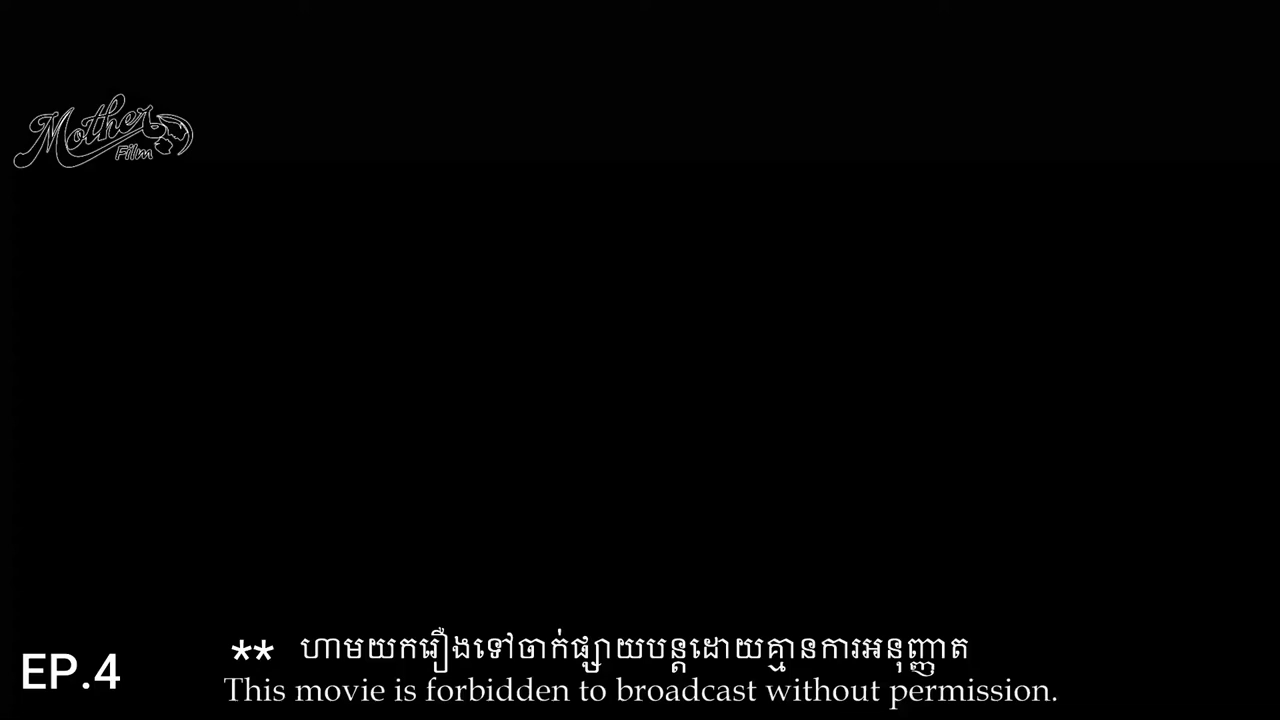 Mother
Film
** ហាមយករឿងទៅចាក់ផ្សាយបន្តដោយគ្មានការអនុញ្ញាត
EP.4
This movie is forbidden to broadcast without permission.